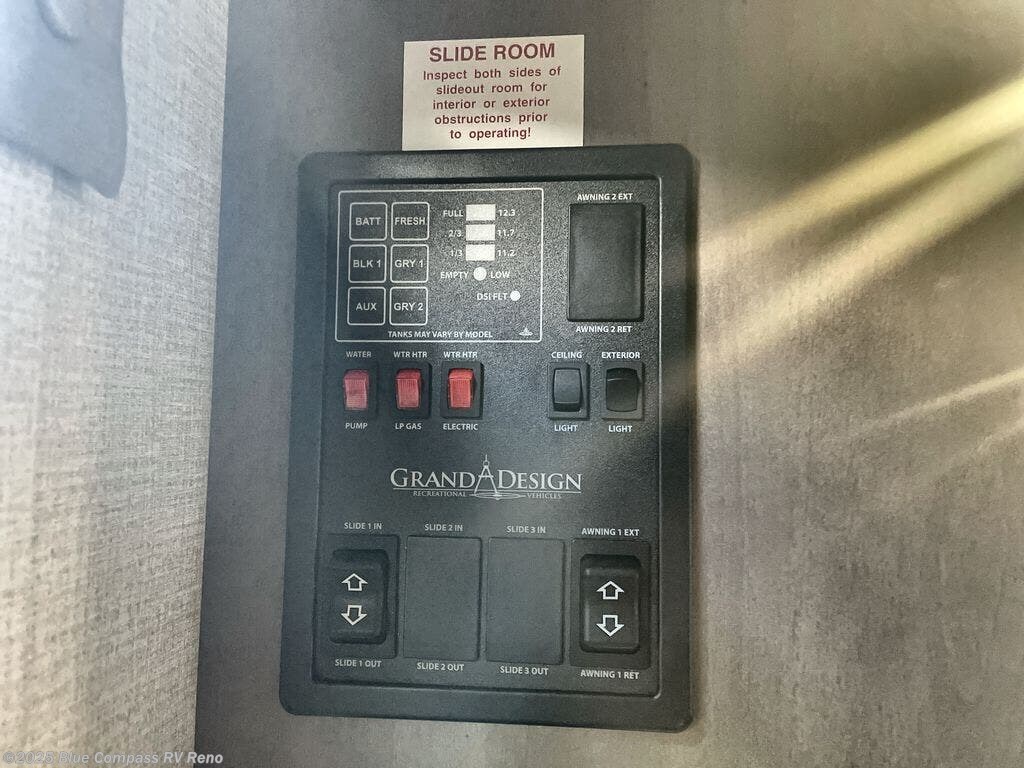 SLIDE ROOM
Inspect both sides of
slideout room for
interior or exterior
obstructions prior
to operating!
BATT FRESH
BLK 1 GRY 1
AUX GRY 2
FULL 12.3
2/3 11.7
1/3 11.2
EMPTY LOW
DSI FLT
TANKS MAY VARY BY MODEL
AWNING 2 EXT
AWNING 2 RET
WATER WTR HTR WTR HTR CEILING EXTERIOR
PUMP LP GAS ELECTRIC LIGHT LIGHT
GRAND DESIGN
RECREATIONAL VEHICLES
SLIDE 1 IN SLIDE 2 IN SLIDE 3 IN AWNING 1 EXT
SLIDE 1 OUT SLIDE 2 OUT SLIDE 3 OUT AWNING 1 RET
©2025 Blue Compass RV Reno